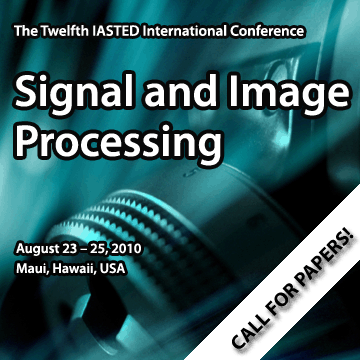 The Twelfth IASTED International Conference
Signal and Image
Processing
August 23 – 25, 2010
Maui, Hawaii, USA
CALL FOR PAPERS!